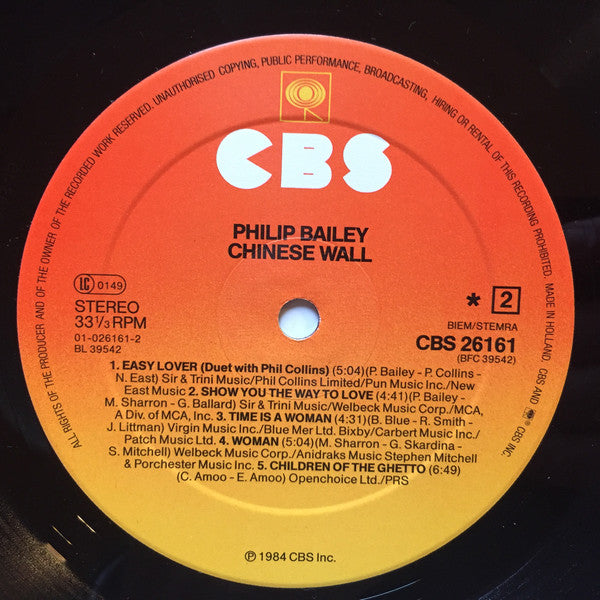 ALL RIGHTS OF THE PRODUCER AND OF THE OWNER OF THE RECORDED WORK RESERVED. UNAUTHORISED COPYING, PUBLIC PERFORMANCE, BROADCASTING, HIRING OR RENTAL OF THIS RECORDING PROHIBITED. MADE IN HOLLAND. CBS AND ® CBS INC.
CBS
PHILIP BAILEY
CHINESE WALL
LC 0149
STEREO
33⅓ RPM
01-026161-2
BL 39542
* 2
BIEM/STEMRA
CBS 26161
(BFC 39542)
1. EASY LOVER (Duet with Phil Collins) (5:04)(P. Bailey - P. Collins -
N. East) Sir & Trini Music/Phil Collins Limited/Pun Music Inc./New
East Music 2. SHOW YOU THE WAY TO LOVE (4:41)(P. Bailey -
M. Sharron - G. Ballard) Sir & Trini Music/Welbeck Music Corp./MCA,
A Div. of MCA, Inc. 3. TIME IS A WOMAN (4:31)(B. Blue - R. Smith -
J. Littman) Virgin Music Inc./Blue Mer Ltd. Bixby/Carbert Music Inc./
Patch Music Ltd. 4. WOMAN (5:04)(M. Sharron - G. Skardina -
S. Mitchell) Welbeck Music Corp./Anidraks Music Stephen Mitchell
& Porchester Music Inc. 5. CHILDREN OF THE GHETTO (6:49)
(C. Amoo - E. Amoo) Openchoice Ltd./PRS
℗ 1984 CBS Inc.